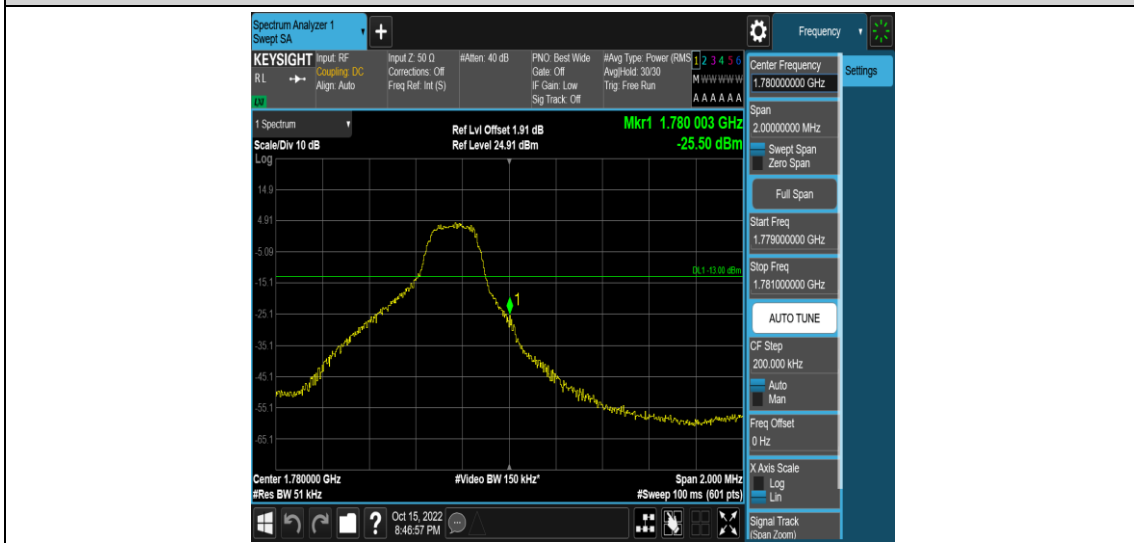 Spectrum Analyzer 1
Swept SA
Frequency
KEYSIGHT
RL
Input: RF
Coupling: DC
Align: Auto
Input Z: 50 Ω
Corrections: Off
Freq Ref: Int (S)
#Atten: 40 dB
PNO: Best Wide
Gate: Off
IF Gain: Low
Sig Track: Off
#Avg Type: Power (RMS
Avg|Hold: 30/30
Trig: Free Run
1 2 3 4 5 6
M W W W W W
A A A A A A
1 Spectrum
Scale/Div 10 dB
Ref Lvl Offset 1.91 dB
Ref Level 24.91 dBm
Mkr1 1.780 003 GHz
-25.50 dBm
Log
14.9
4.91
-5.09
-15.1
-25.1
-35.1
-45.1
-55.1
-65.1
DL1 -13.00 dBm
1
Center 1.780000 GHz
#Res BW 51 kHz
#Video BW 150 kHz*
Span 2.000 MHz
#Sweep 100 ms (601 pts)
Center Frequency
1.780000000 GHz
Settings
Span
2.00000000 MHz
Swept Span
Zero Span
Full Span
Start Freq
1.779000000 GHz
Stop Freq
1.781000000 GHz
AUTO TUNE
CF Step
200.000 kHz
Auto
Man
Freq Offset
0 Hz
X Axis Scale
Log
Lin
Signal Track
(Span Zoom)
?
Oct 15, 2022
8:46:57 PM